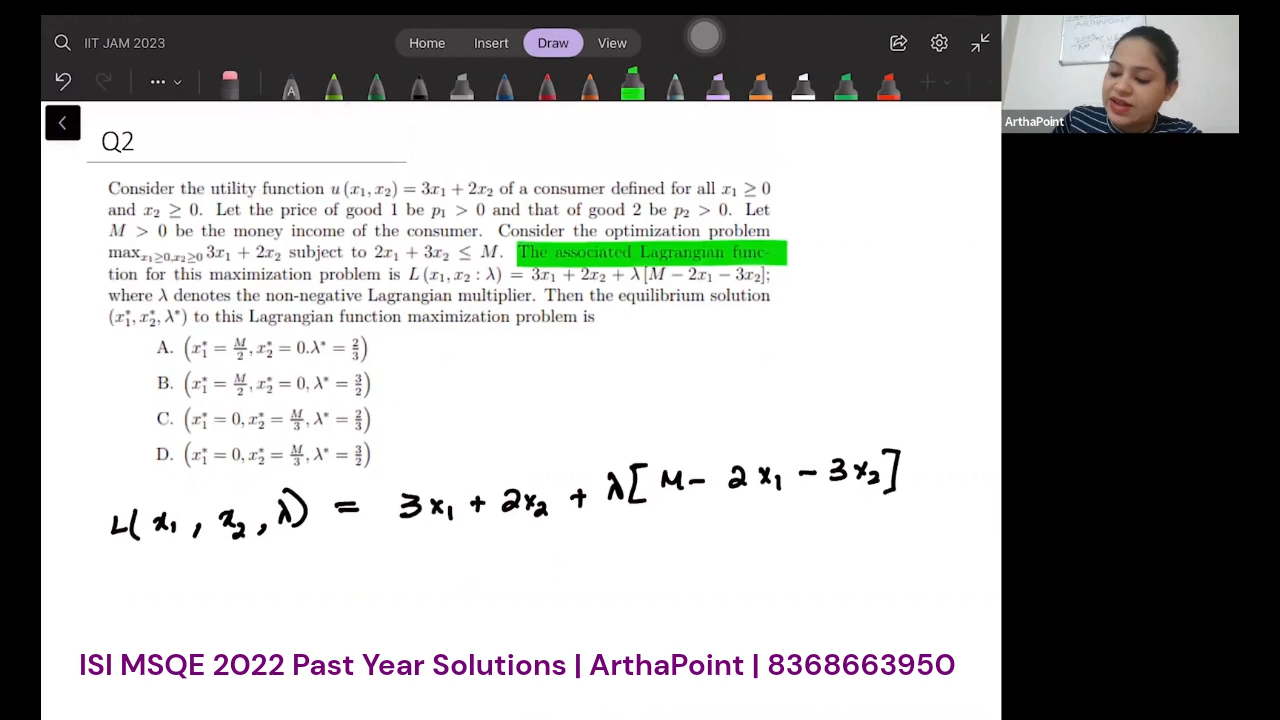 IIT JAM 2023
Home Insert Draw View
A
ArthaPoint
Q2
Consider the utility function u (x₁, x₂) = 3x₁ + 2x₂ of a consumer defined for all x₁ ≥ 0
and x₂ ≥ 0. Let the price of good 1 be p₁ > 0 and that of good 2 be p₂ > 0. Let
M > 0 be the money income of the consumer. Consider the optimization problem
max_{x₁≥0,x₂≥0} 3x₁ + 2x₂ subject to 2x₁ + 3x₂ ≤ M. The associated Lagrangian func-
tion for this maximization problem is L (x₁, x₂ : λ) = 3x₁ + 2x₂ + λ [M − 2x₁ − 3x₂];
where λ denotes the non-negative Lagrangian multiplier. Then the equilibrium solution
(x₁*, x₂*, λ*) to this Lagrangian function maximization problem is
A. (x₁* = M/2, x₂* = 0.λ* = 2/3)
B. (x₁* = M/2, x₂* = 0, λ* = 3/2)
C. (x₁* = 0, x₂* = M/3, λ* = 2/3)
D. (x₁* = 0, x₂* = M/3, λ* = 3/2)
L(x₁, x₂, λ) = 3x₁ + 2x₂ + λ[M − 2x₁ − 3x₂]
ISI MSQE 2022 Past Year Solutions | ArthaPoint | 8368663950